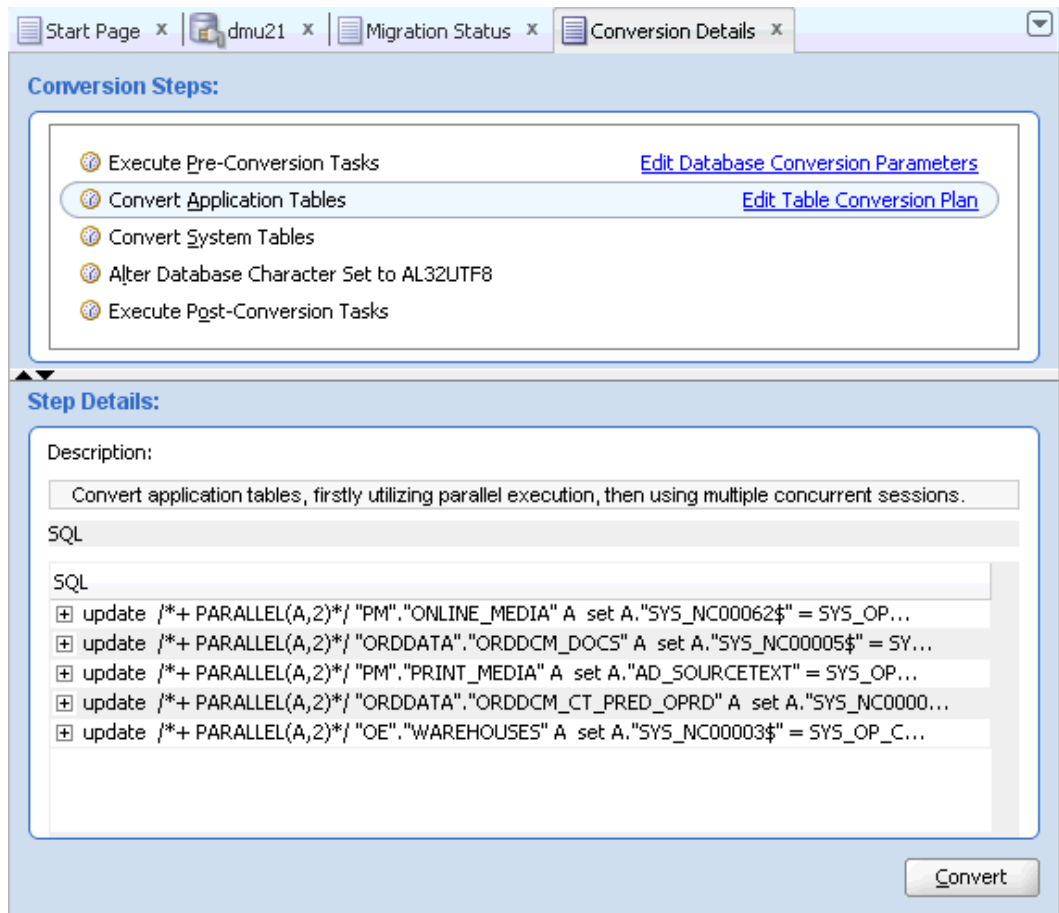 Start Page x dmu21 x Migration Status x Conversion Details x
Conversion Steps:
Execute Pre-Conversion Tasks Edit Database Conversion Parameters
Convert Application Tables Edit Table Conversion Plan
Convert System Tables
Alter Database Character Set to AL32UTF8
Execute Post-Conversion Tasks
Step Details:
Description:
Convert application tables, firstly utilizing parallel execution, then using multiple concurrent sessions.
SQL
SQL
update /*+ PARALLEL(A,2)*/ "PM"."ONLINE_MEDIA" A set A."SYS_NC00062$" = SYS_OP...
update /*+ PARALLEL(A,2)*/ "ORDDATA"."ORDDCM_DOCS" A set A."SYS_NC00005$" = SY...
update /*+ PARALLEL(A,2)*/ "PM"."PRINT_MEDIA" A set A."AD_SOURCETEXT" = SYS_OP...
update /*+ PARALLEL(A,2)*/ "ORDDATA"."ORDDCM_CT_PRED_OPRD" A set A."SYS_NC0000...
update /*+ PARALLEL(A,2)*/ "OE"."WAREHOUSES" A set A."SYS_NC00003$" = SYS_OP_C...
Convert